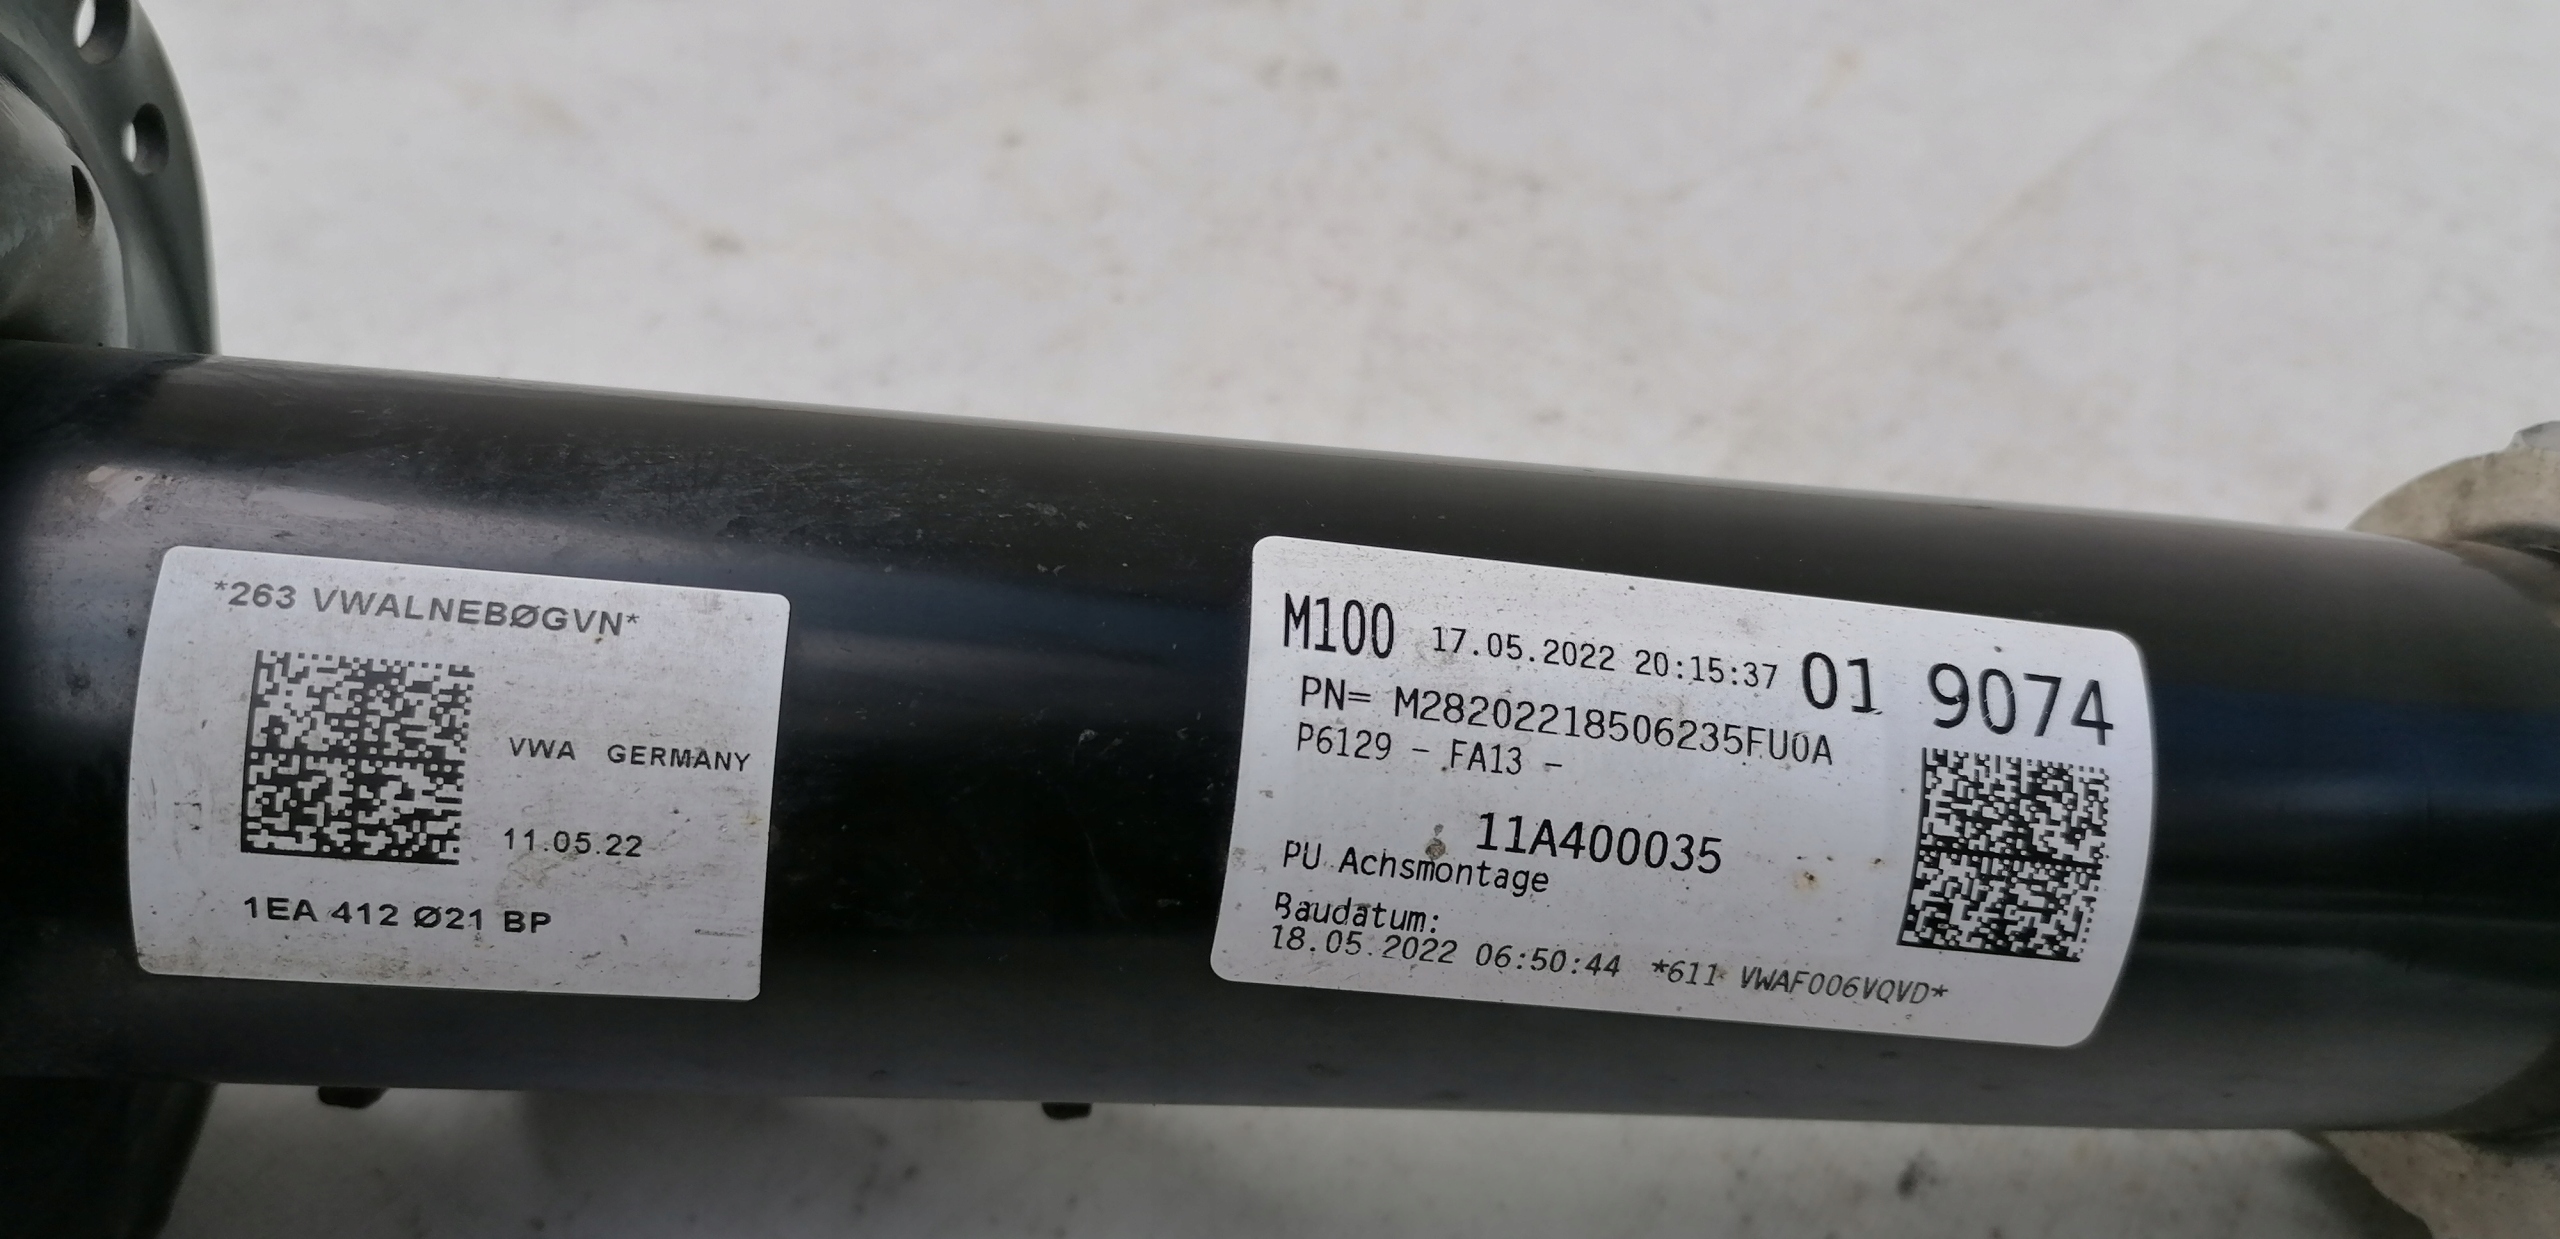 *263 VWALNEBØGVN*
VWA GERMANY
11.05.22
1EA 412 Ø21 BP
M100 17.05.2022 20:15:37 01 9074
PN= M28202218506235FU0A
P6129 - FA13 -
11A400035
PU Achsmontage
Baudatum:
18.05.2022 06:50:44 *611 VWAF006VQVD*